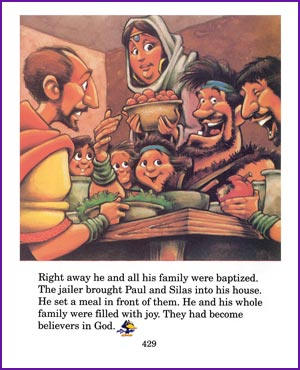 Right away he and all his family were baptized.
The jailer brought Paul and Silas into his house.
He set a meal in front of them. He and his whole
family were filled with joy. They had become
believers in God.
429